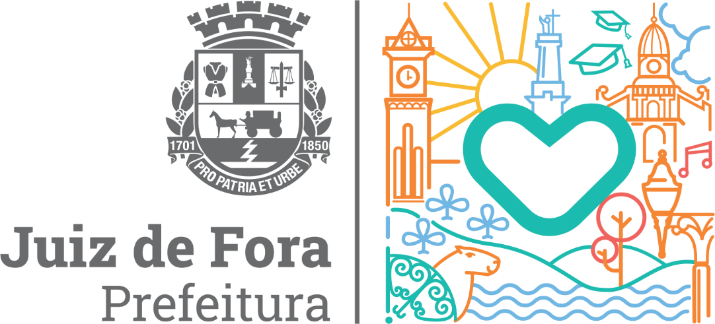 1701 1850
PRO PATRIA ET URBE
Juiz de Fora
Prefeitura